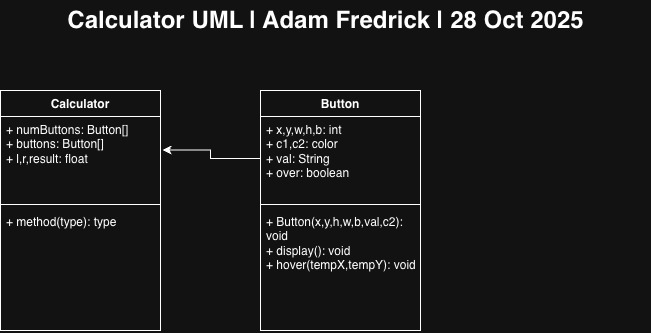 Calculator UML | Adam Fredrick | 28 Oct 2025
Calculator
+ numButtons: Button[]
+ buttons: Button[]
+ l,r,result: float
+ method(type): type
Button
+ x,y,w,h,b: int
+ c1,c2: color
+ val: String
+ over: boolean
+ Button(x,y,h,w,b,val,c2):
void
+ display(): void
+ hover(tempX,tempY): void